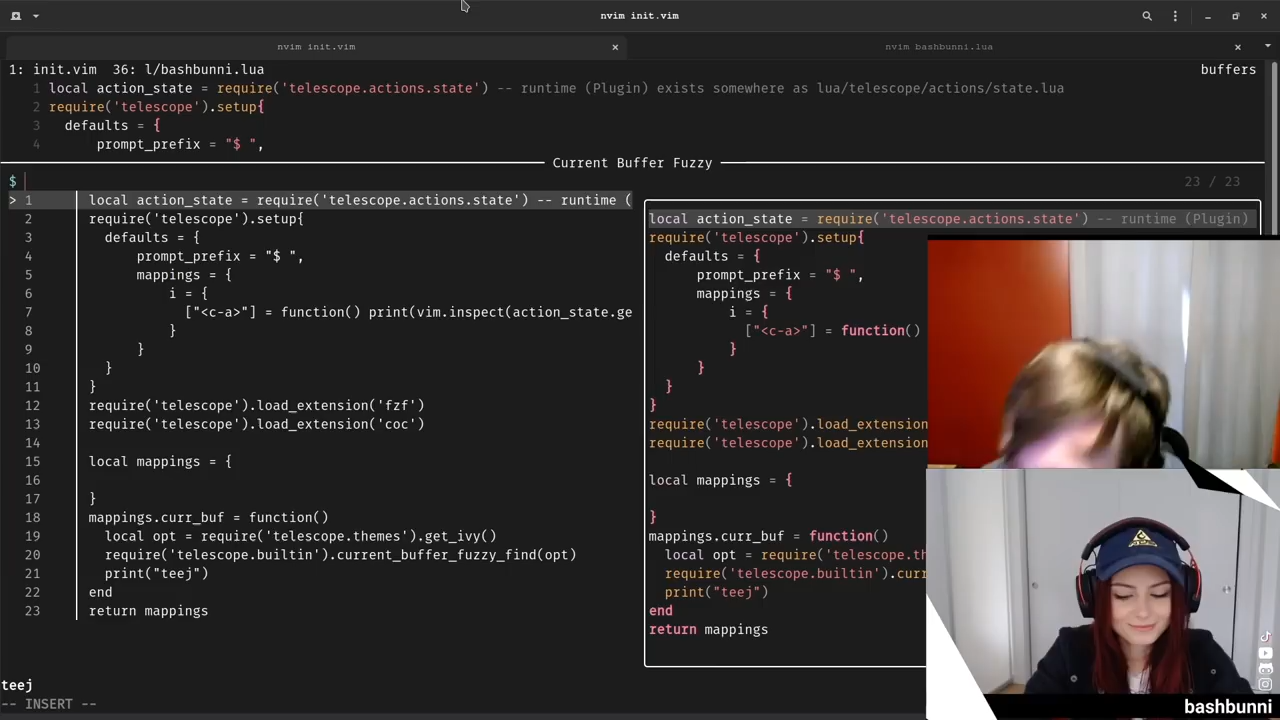 nvim init.vim
nvim init.vim
nvim bashbunni.lua
1: init.vim  36: l/bashbunni.lua
buffers
1 local action_state = require('telescope.actions.state') -- runtime (Plugin) exists somewhere as lua/telescope/actions/state.lua
2 require('telescope').setup{
3   defaults = {
4       prompt_prefix = "$ ",
Current Buffer Fuzzy
$
23 / 23
> 1 local action_state = require('telescope.actions.state') -- runtime (
2 require('telescope').setup{
3   defaults = {
4       prompt_prefix = "$ ",
5       mappings = {
6           i = {
7             ["<c-a>"] = function() print(vim.inspect(action_state.ge
8           }
9       }
10   }
11 }
12 require('telescope').load_extension('fzf')
13 require('telescope').load_extension('coc')
14
15 local mappings = {
16
17 }
18 mappings.curr_buf = function()
19   local opt = require('telescope.themes').get_ivy()
20   require('telescope.builtin').current_buffer_fuzzy_find(opt)
21   print("teej")
22 end
23 return mappings
local action_state = require('telescope.actions.state') -- runtime (Plugin)
require('telescope').setup{
  defaults = {
      prompt_prefix = "$ ",
      mappings = {
          i = {
            ["<c-a>"] = function()
          }
      }
  }
}
require('telescope').load_extension
require('telescope').load_extension
local mappings = {
}
mappings.curr_buf = function()
  local opt = require('telescope.th
  require('telescope.builtin').curr
  print("teej")
end
return mappings
teej
-- INSERT --
bashbunni